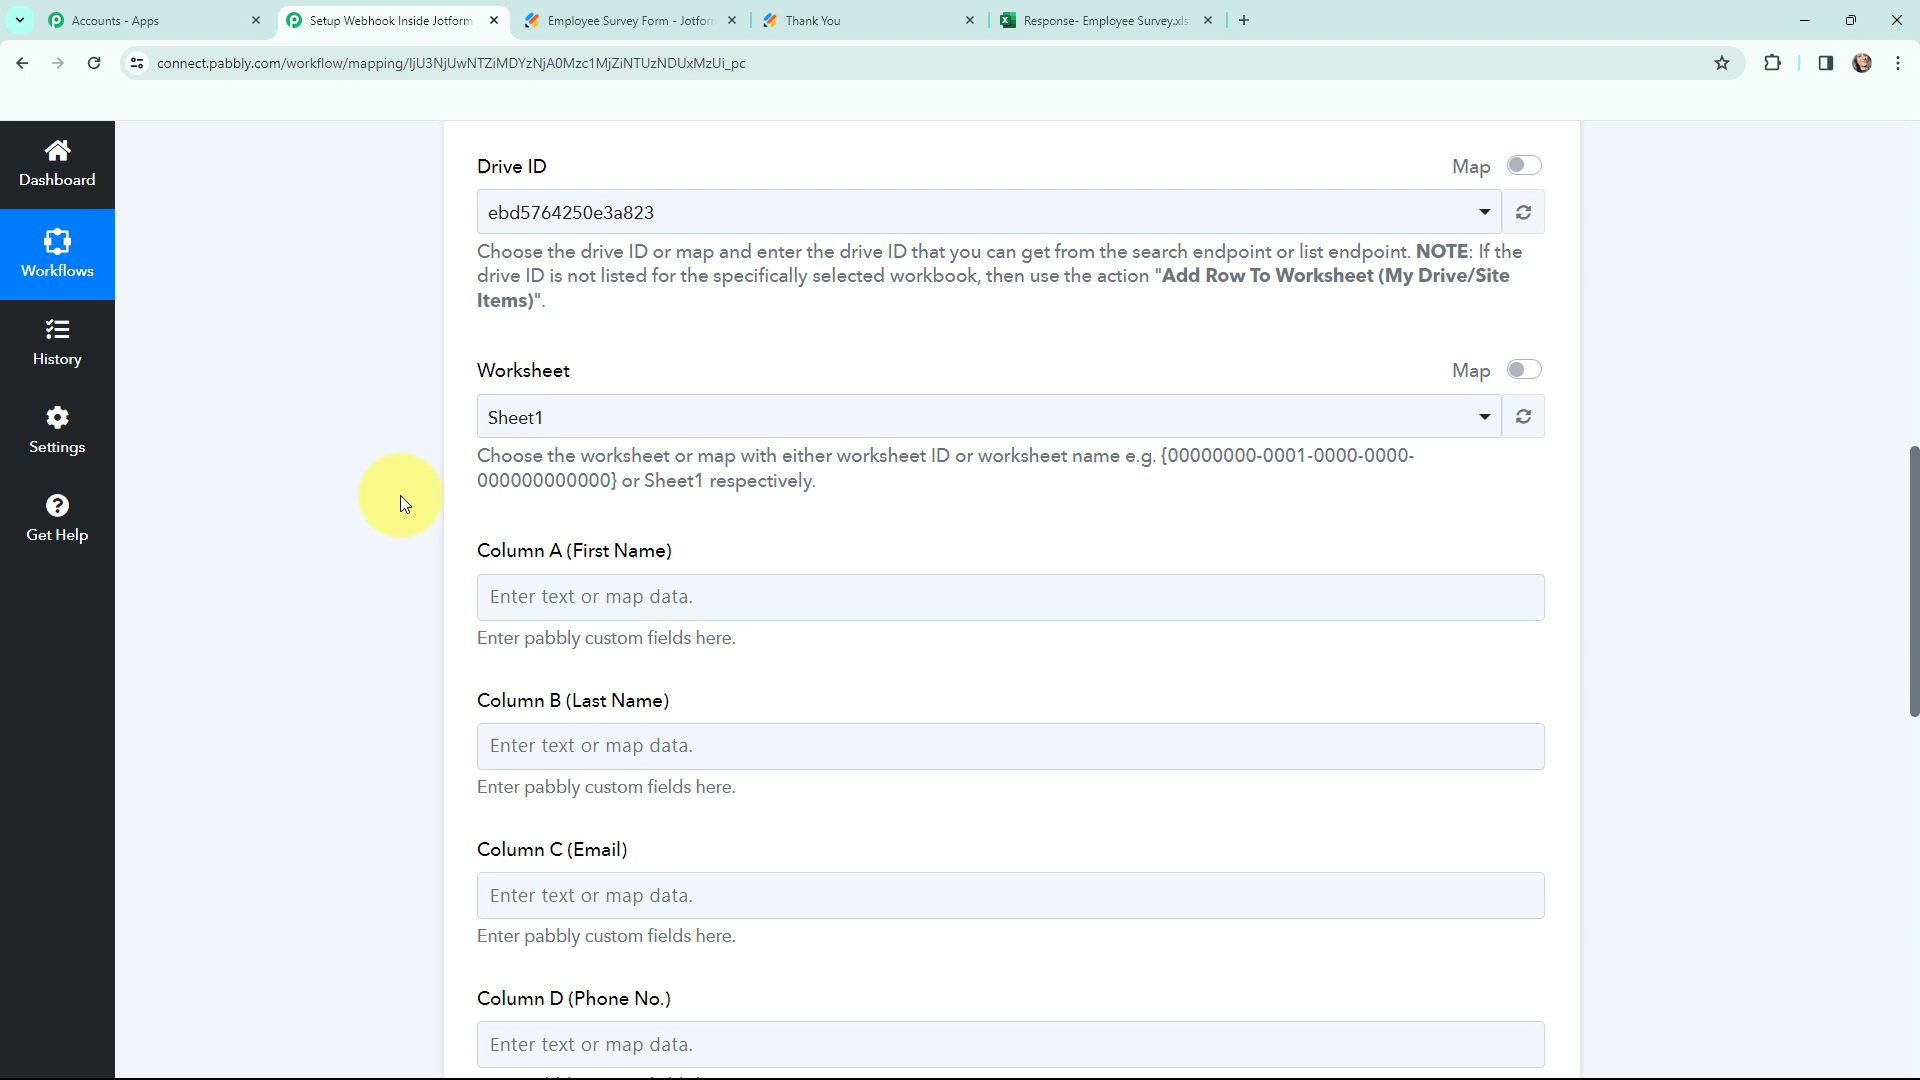 Accounts - Apps
Setup Webhook Inside Jotform
Employee Survey Form - Jotform
Thank You
Response- Employee Survey.xls
connect.pabbly.com/workflow/mapping/IjU3NjUwNTZiMDYzNjA0Mzc1MjZiNTUzNDUxMzUi_pc
Dashboard
Workflows
History
Settings
Get Help
Drive ID
Map
ebd5764250e3a823
Choose the drive ID or map and enter the drive ID that you can get from the search endpoint or list endpoint. NOTE: If the
drive ID is not listed for the specifically selected workbook, then use the action "Add Row To Worksheet (My Drive/Site
Items)".
Worksheet
Map
Sheet1
Choose the worksheet or map with either worksheet ID or worksheet name e.g. {00000000-0001-0000-0000-
000000000000} or Sheet1 respectively.
Column A (First Name)
Enter text or map data.
Enter pabbly custom fields here.
Column B (Last Name)
Enter text or map data.
Enter pabbly custom fields here.
Column C (Email)
Enter text or map data.
Enter pabbly custom fields here.
Column D (Phone No.)
Enter text or map data.